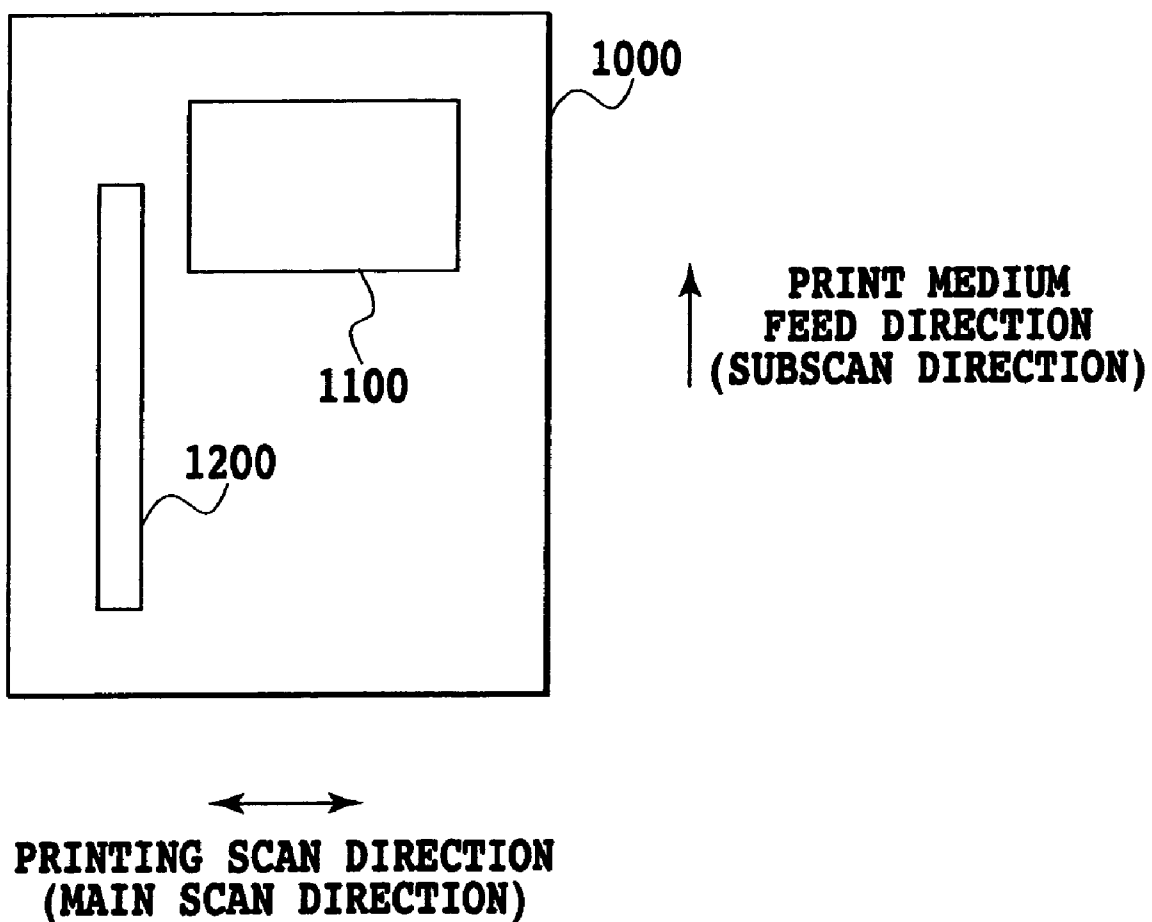 1000
1100
1200
PRINT MEDIUM
FEED DIRECTION
(SUBSCAN DIRECTION)
PRINTING SCAN DIRECTION
(MAIN SCAN DIRECTION)